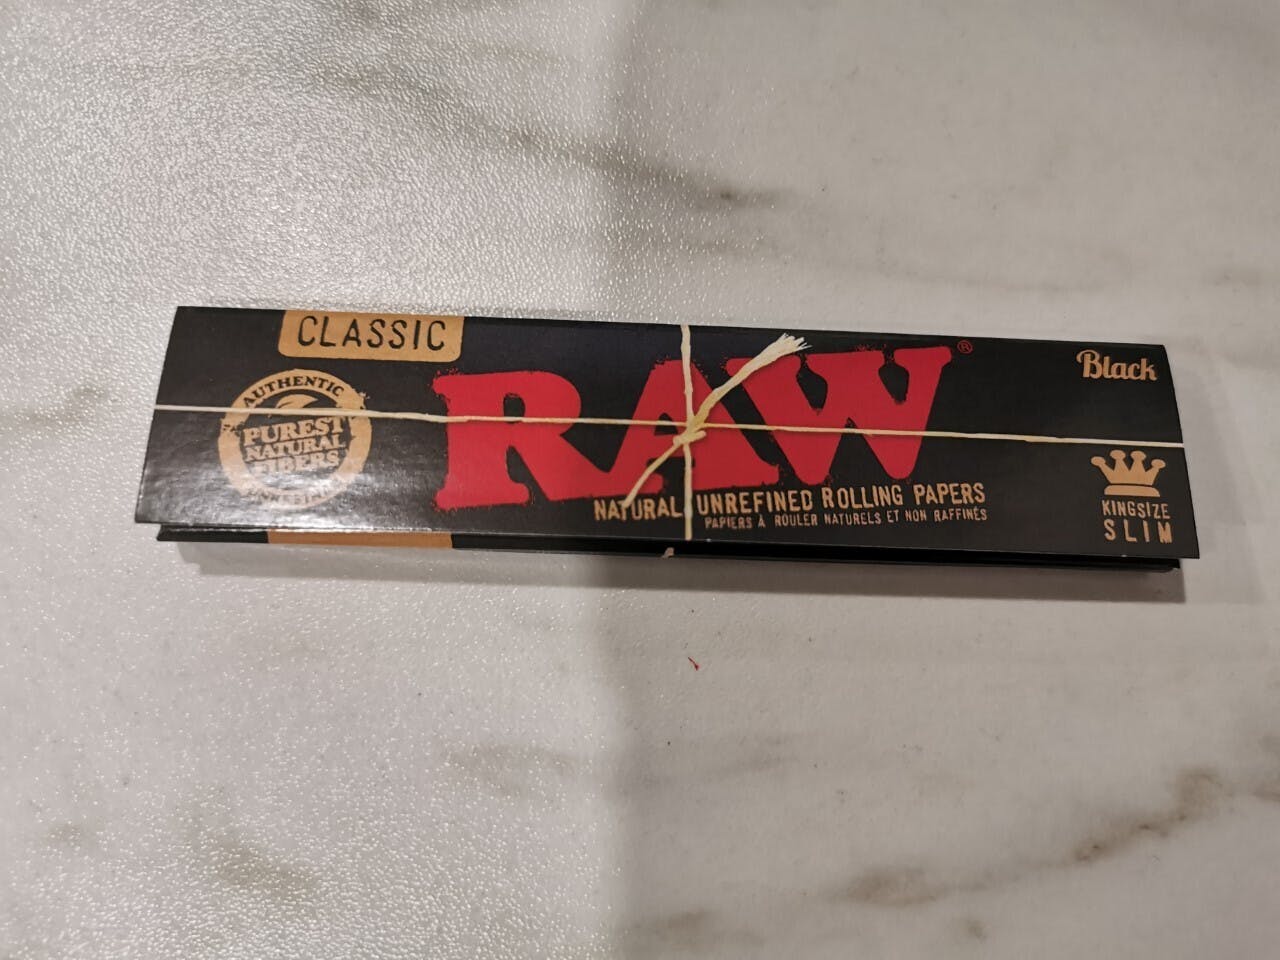 CLASSIC
AUTHENTIC
PUREST
NATURAL
FIBERS
UNREFINED
RAW®
Black
NATURAL UNREFINED ROLLING PAPERS
PAPIERS À ROULER NATURELS ET NON RAFFINÉS
KINGSIZE
SLIM